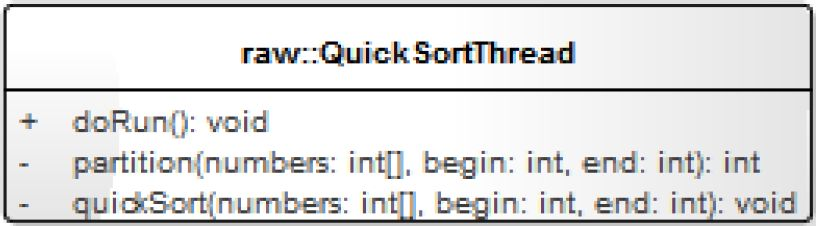 raw::QuickSortThread
+ doRun(): void
- partition(numbers: int[], begin: int, end: int): int
- quickSort(numbers: int[], begin: int, end: int): void